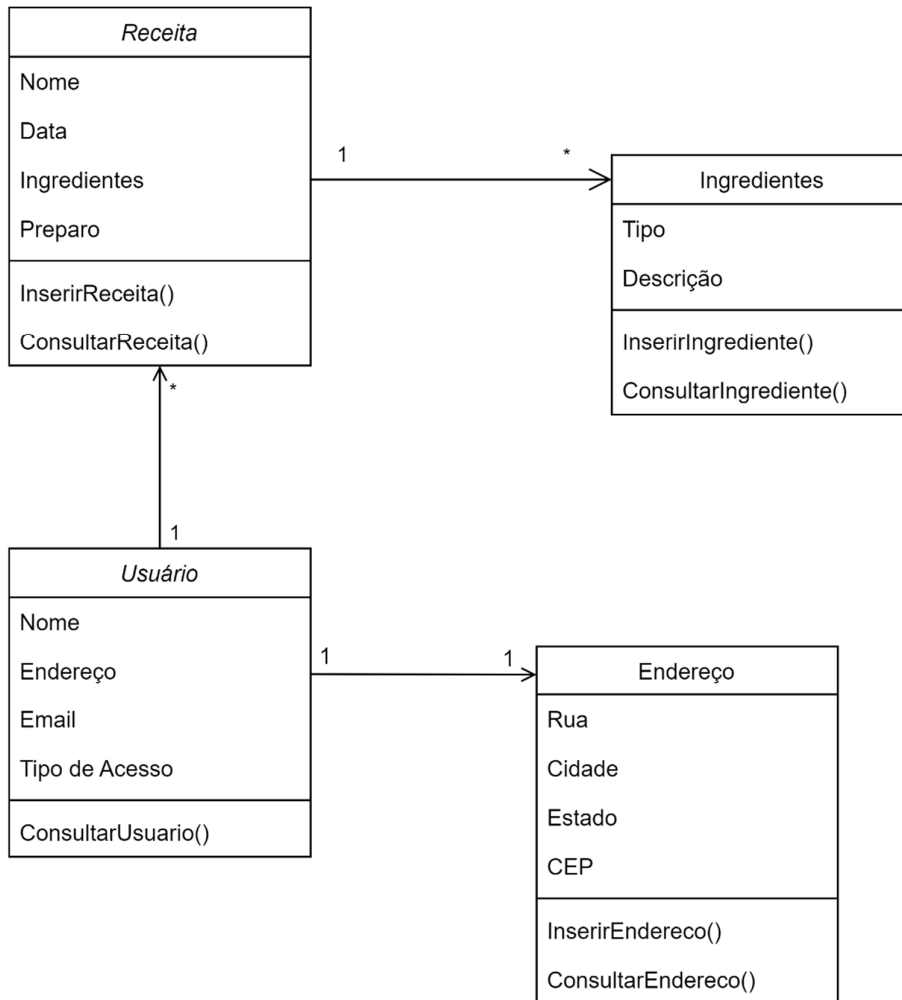 Receita
Nome
Data
Ingredientes
Preparo
InserirReceita()
ConsultarReceita()
1
*
Ingredientes
Tipo
Descrição
InserirIngrediente()
ConsultarIngrediente()
*
1
Usuário
Nome
Endereço
Email
Tipo de Acesso
ConsultarUsuario()
1
1
Endereço
Rua
Cidade
Estado
CEP
InserirEndereco()
ConsultarEndereco()